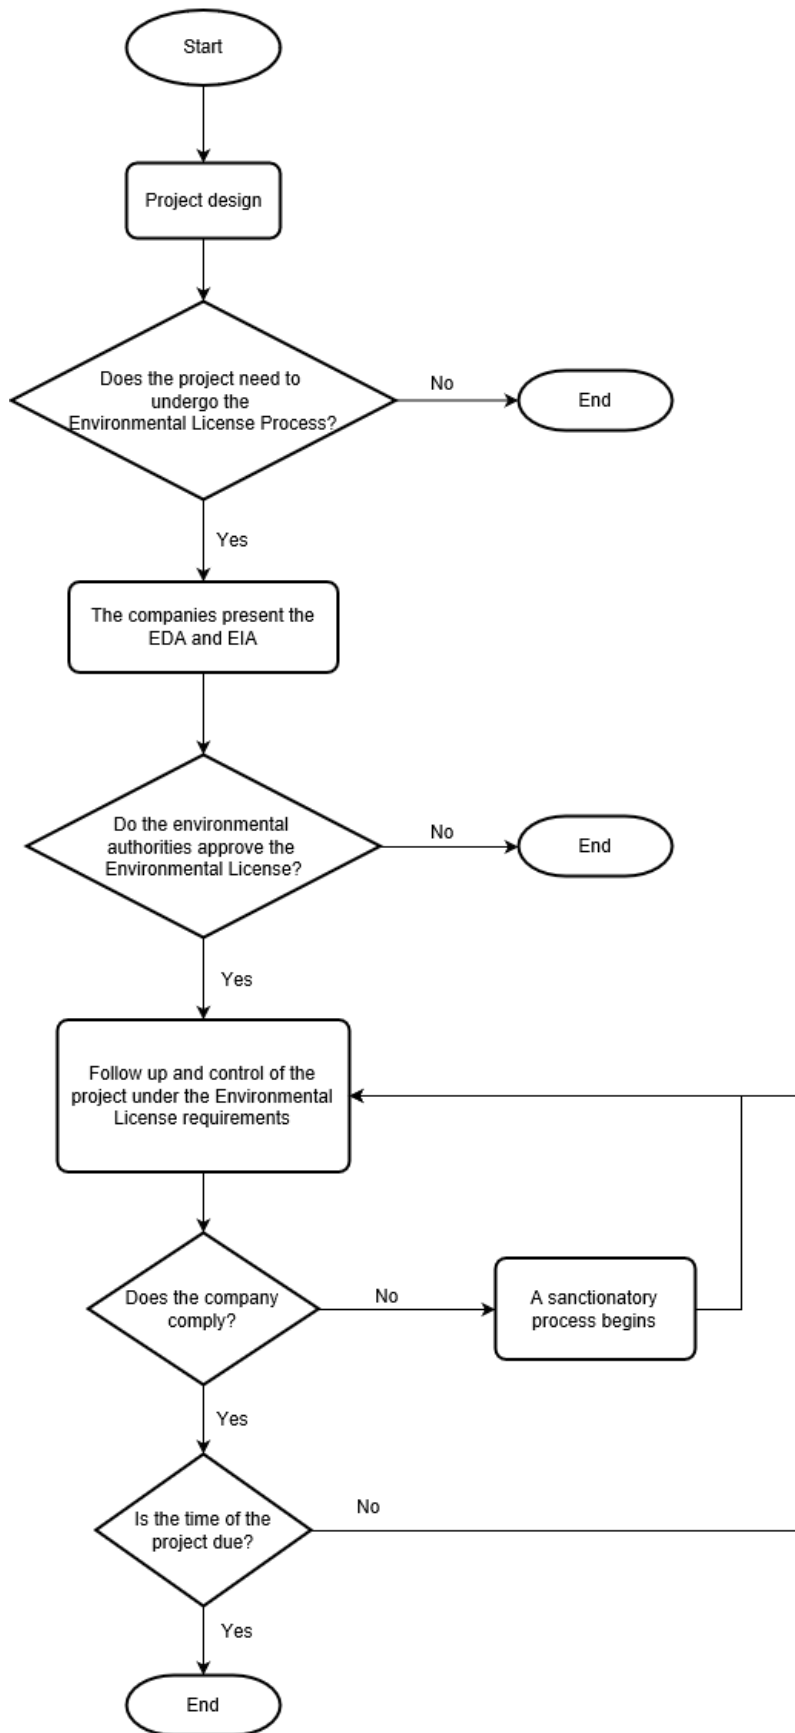 Start
Project design
Does the project need to
undergo the
Environmental License Process?
No
End
Yes
The companies present the
EDA and EIA
Do the environmental
authorities approve the
Environmental License?
No
End
Yes
Follow up and control of the
project under the Environmental
License requirements
Does the company
comply?
No
A sanctionatory
process begins
Yes
Is the time of the
project due?
No
Yes
End